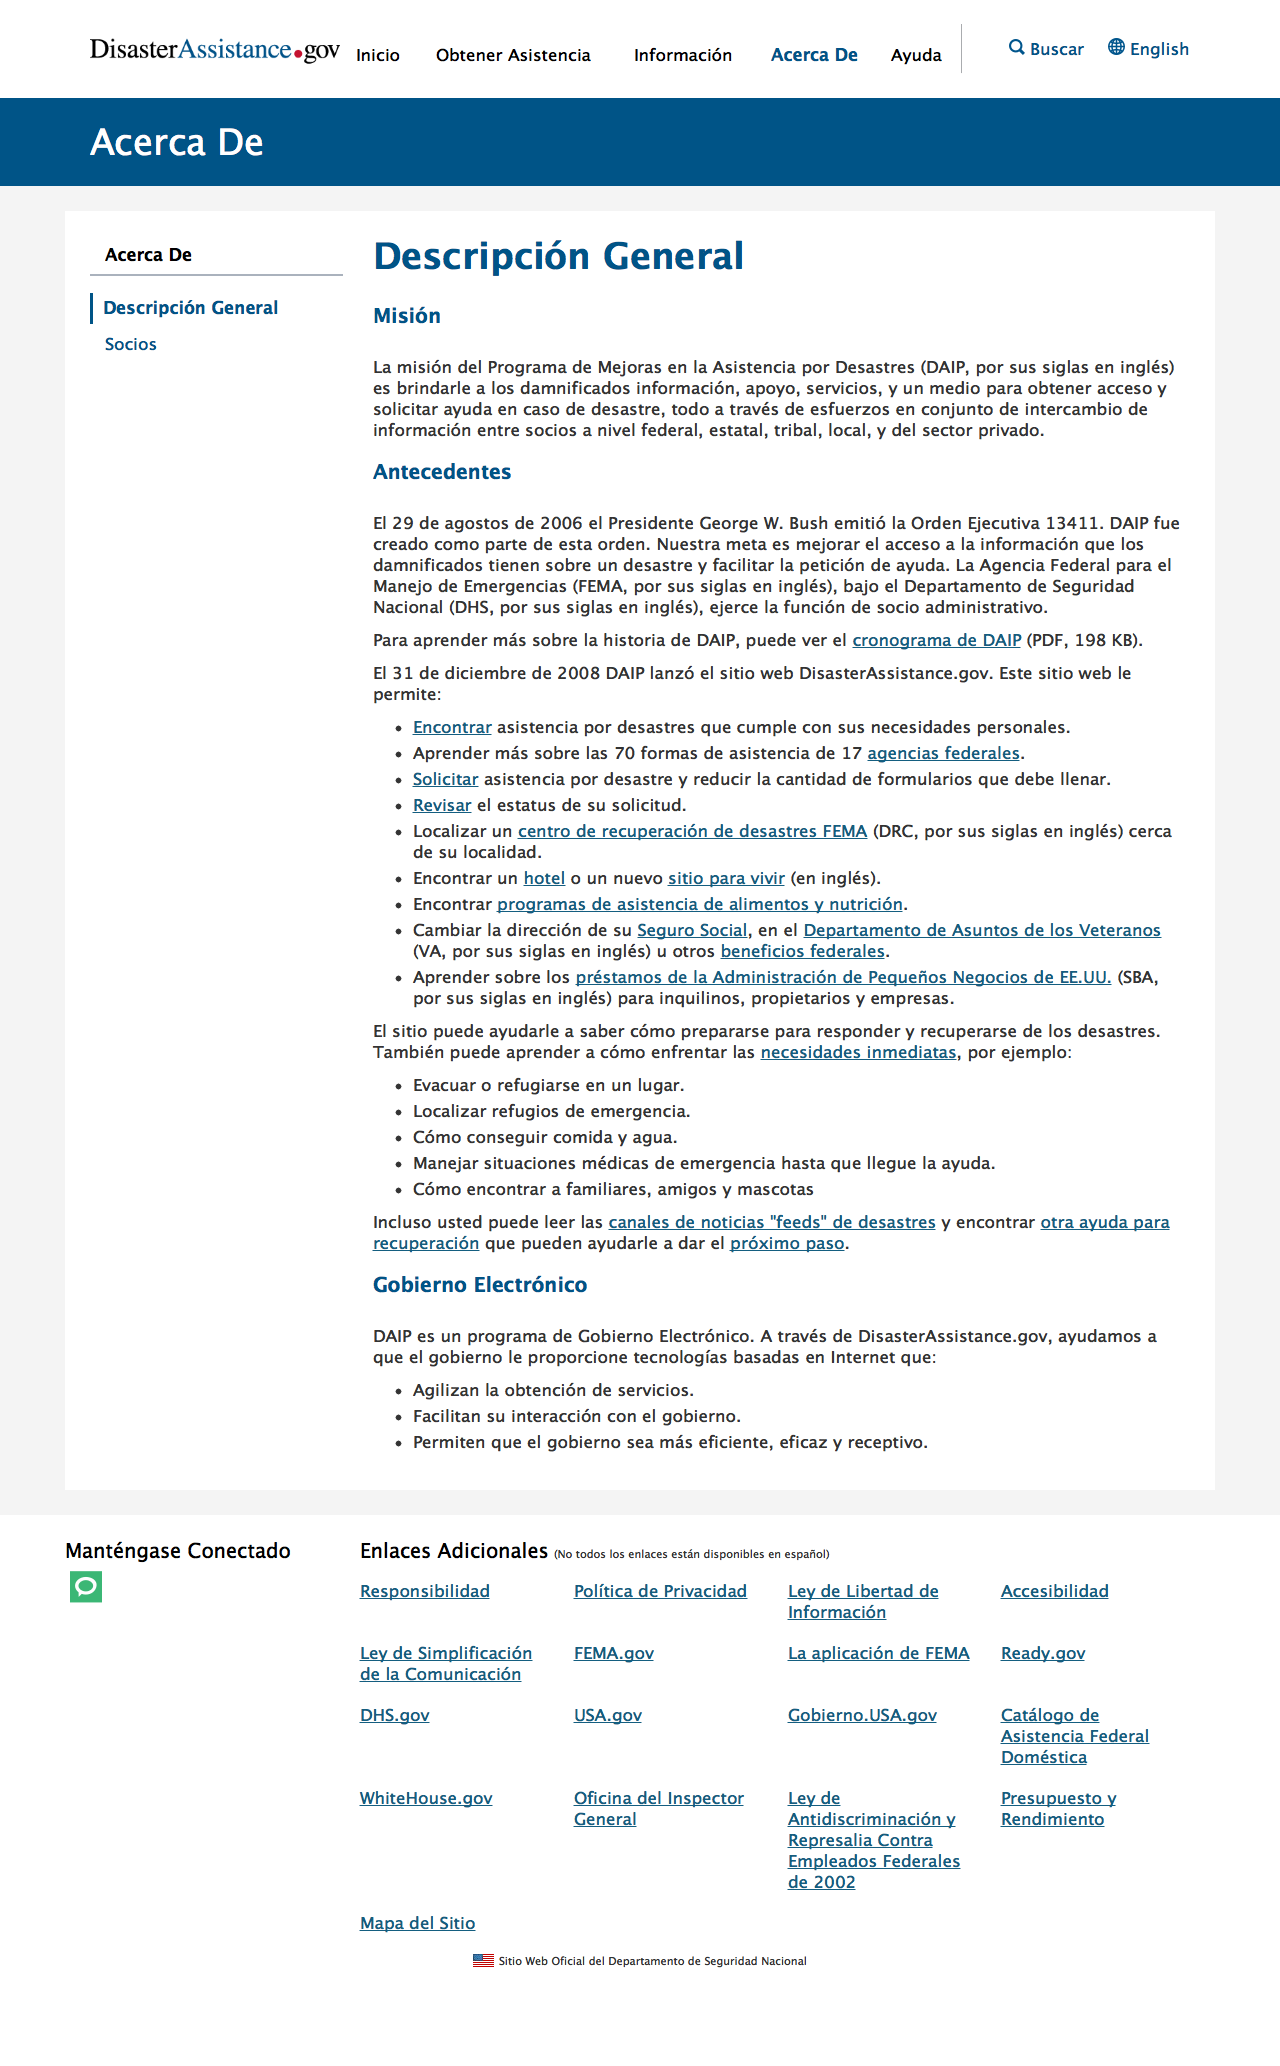 DisasterAssistance.gov
Inicio
Obtener Asistencia
Información
Acerca De
Ayuda
Buscar
English
Acerca De
Acerca De
Descripción General
Socios
Descripción General
Misión
La misión del Programa de Mejoras en la Asistencia por Desastres (DAIP, por sus siglas en inglés)
es brindarle a los damnificados información, apoyo, servicios, y un medio para obtener acceso y
solicitar ayuda en caso de desastre, todo a través de esfuerzos en conjunto de intercambio de
información entre socios a nivel federal, estatal, tribal, local, y del sector privado.
Antecedentes
El 29 de agostos de 2006 el Presidente George W. Bush emitió la Orden Ejecutiva 13411. DAIP fue
creado como parte de esta orden. Nuestra meta es mejorar el acceso a la información que los
damnificados tienen sobre un desastre y facilitar la petición de ayuda. La Agencia Federal para el
Manejo de Emergencias (FEMA, por sus siglas en inglés), bajo el Departamento de Seguridad
Nacional (DHS, por sus siglas en inglés), ejerce la función de socio administrativo.
Para aprender más sobre la historia de DAIP, puede ver el cronograma de DAIP (PDF, 198 KB).
El 31 de diciembre de 2008 DAIP lanzó el sitio web DisasterAssistance.gov. Este sitio web le
permite:
• Encontrar asistencia por desastres que cumple con sus necesidades personales.
• Aprender más sobre las 70 formas de asistencia de 17 agencias federales.
• Solicitar asistencia por desastre y reducir la cantidad de formularios que debe llenar.
• Revisar el estatus de su solicitud.
• Localizar un centro de recuperación de desastres FEMA (DRC, por sus siglas en inglés) cerca
de su localidad.
• Encontrar un hotel o un nuevo sitio para vivir (en inglés).
• Encontrar programas de asistencia de alimentos y nutrición.
• Cambiar la dirección de su Seguro Social, en el Departamento de Asuntos de los Veteranos
(VA, por sus siglas en inglés) u otros beneficios federales.
• Aprender sobre los préstamos de la Administración de Pequeños Negocios de EE.UU. (SBA,
por sus siglas en inglés) para inquilinos, propietarios y empresas.
El sitio puede ayudarle a saber cómo prepararse para responder y recuperarse de los desastres.
También puede aprender a cómo enfrentar las necesidades inmediatas, por ejemplo:
• Evacuar o refugiarse en un lugar.
• Localizar refugios de emergencia.
• Cómo conseguir comida y agua.
• Manejar situaciones médicas de emergencia hasta que llegue la ayuda.
• Cómo encontrar a familiares, amigos y mascotas
Incluso usted puede leer las canales de noticias "feeds" de desastres y encontrar otra ayuda para
recuperación que pueden ayudarle a dar el próximo paso.
Gobierno Electrónico
DAIP es un programa de Gobierno Electrónico. A través de DisasterAssistance.gov, ayudamos a
que el gobierno le proporcione tecnologías basadas en Internet que:
• Agilizan la obtención de servicios.
• Facilitan su interacción con el gobierno.
• Permiten que el gobierno sea más eficiente, eficaz y receptivo.
Manténgase Conectado
Enlaces Adicionales (No todos los enlaces están disponibles en español)
Responsibilidad
Política de Privacidad
Ley de Libertad de
Información
Accesibilidad
Ley de Simplificación
de la Comunicación
FEMA.gov
La aplicación de FEMA
Ready.gov
DHS.gov
USA.gov
Gobierno.USA.gov
Catálogo de
Asistencia Federal
Doméstica
WhiteHouse.gov
Oficina del Inspector
General
Ley de
Antidiscriminación y
Represalia Contra
Empleados Federales
de 2002
Presupuesto y
Rendimiento
Mapa del Sitio
Sitio Web Oficial del Departamento de Seguridad Nacional